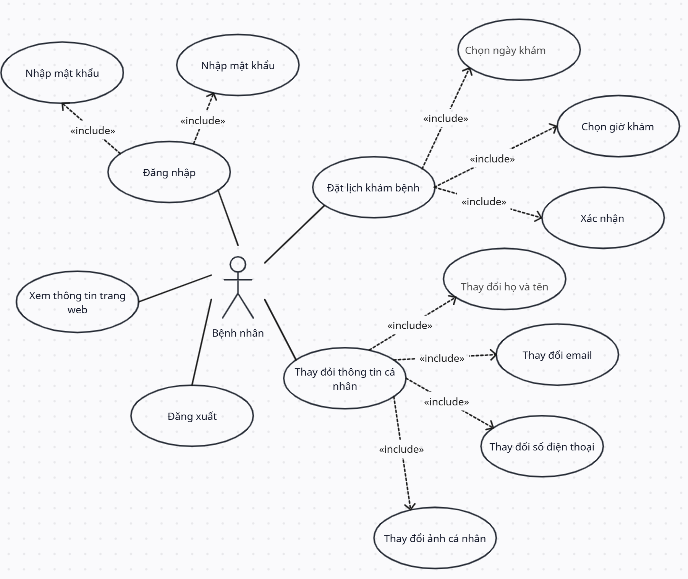 Chọn ngày khám
Nhập mật khẩu
Nhập mật khẩu
«include»
«include»
«include»
Chọn giờ khám
«include»
Đăng nhập
Đặt lịch khám bệnh
«include»
Xác nhận
Xem thông tin trang
web
Bệnh nhân
Thay đổi họ và tên
«include»
Thay đổi thông tin cá
nhân
«include»
Thay đổi email
«include»
Đăng xuất
Thay đổi số điện thoại
«include»
Thay đổi ảnh cá nhân